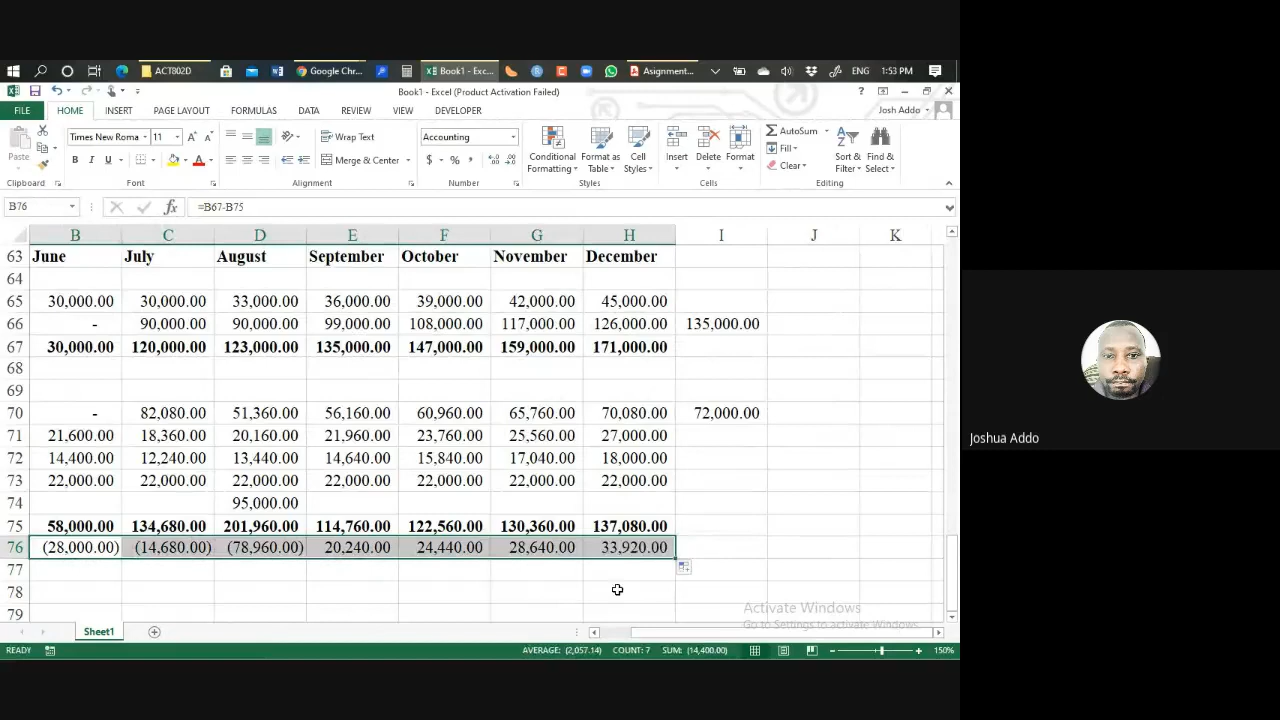 ACT802D Google Chr... Book1 - Exc... Asignment... ENG 1:53 PM
Book1 - Excel (Product Activation Failed)
FILE HOME INSERT PAGE LAYOUT FORMULAS DATA REVIEW VIEW DEVELOPER Josh Addo
Paste Times New Roma 11 Wrap Text Accounting Conditional Formatting Format as Table Cell Styles Insert Delete Format AutoSum Sort & Filter Find & Select
B I U Merge & Center $ % Fill
Clear
Clipboard Font Alignment Number Styles Cells Editing
B76 =B67-B75
B C D E F G H I J K
63 June July August September October November December
64
65 30,000.00 30,000.00 33,000.00 36,000.00 39,000.00 42,000.00 45,000.00
66 - 90,000.00 90,000.00 99,000.00 108,000.00 117,000.00 126,000.00 135,000.00
67 30,000.00 120,000.00 123,000.00 135,000.00 147,000.00 159,000.00 171,000.00
68
69
70 - 82,080.00 51,360.00 56,160.00 60,960.00 65,760.00 70,080.00 72,000.00
71 21,600.00 18,360.00 20,160.00 21,960.00 23,760.00 25,560.00 27,000.00
72 14,400.00 12,240.00 13,440.00 14,640.00 15,840.00 17,040.00 18,000.00
73 22,000.00 22,000.00 22,000.00 22,000.00 22,000.00 22,000.00 22,000.00
74 95,000.00
75 58,000.00 134,680.00 201,960.00 114,760.00 122,560.00 130,360.00 137,080.00
76 (28,000.00) (14,680.00) (78,960.00) 20,240.00 24,440.00 28,640.00 33,920.00
77
78
79
Activate Windows
Go to Settings to activate Windows.
Sheet1
READY AVERAGE: (2,057.14) COUNT: 7 SUM: (14,400.00) 150%
Joshua Addo